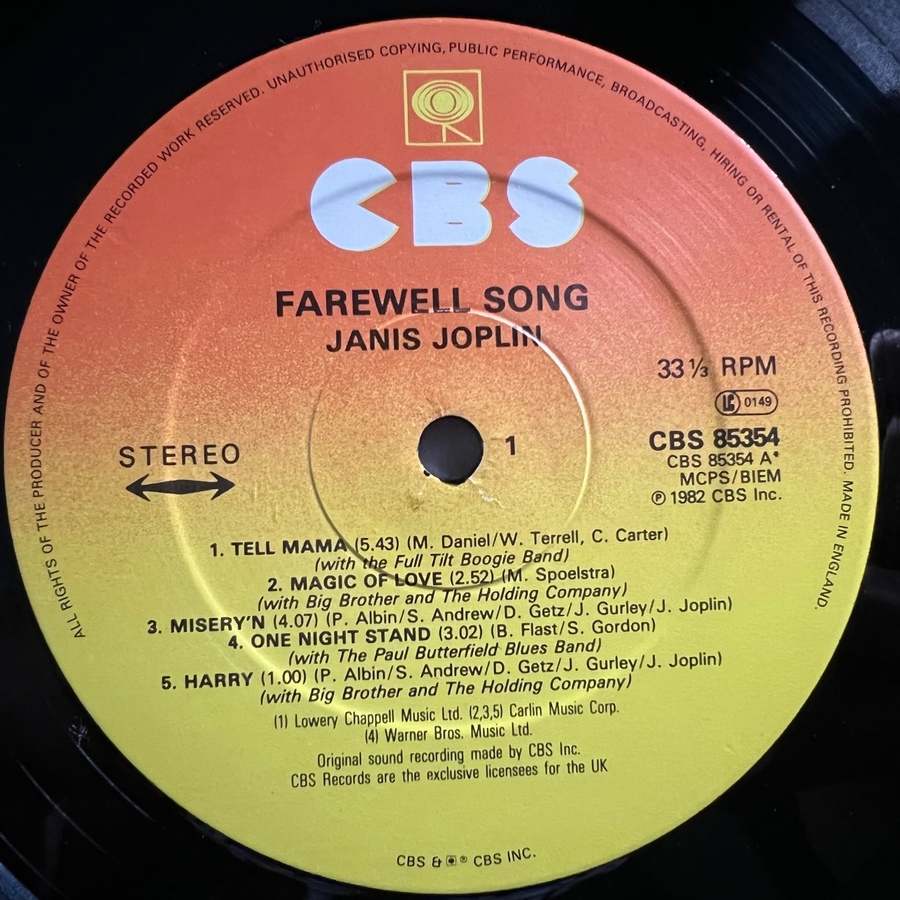 ALL RIGHTS OF THE PRODUCER AND OF THE OWNER OF THE RECORDED WORK RESERVED. UNAUTHORISED COPYING, PUBLIC PERFORMANCE, BROADCASTING, HIRING OR RENTAL OF THIS RECORDING PROHIBITED. MADE IN ENGLAND.
CBS
FAREWELL SONG
JANIS JOPLIN
33 ⅓ RPM
LC 0149
STEREO
1
CBS 85354
CBS 85354 A*
MCPS/BIEM
℗ 1982 CBS Inc.
1. TELL MAMA (5.43) (M. Daniel/W. Terrell, C. Carter)
(with the Full Tilt Boogie Band)
2. MAGIC OF LOVE (2.52) (M. Spoelstra)
(with Big Brother and The Holding Company)
3. MISERY'N (4.07) (P. Albin/S. Andrew/D. Getz/J. Gurley/J. Joplin)
4. ONE NIGHT STAND (3.02) (B. Flast/S. Gordon)
(with The Paul Butterfield Blues Band)
5. HARRY (1.00) (P. Albin/S. Andrew/D. Getz/J. Gurley/J. Joplin)
(with Big Brother and The Holding Company)
(1) Lowery Chappell Music Ltd. (2,3,5) Carlin Music Corp.
(4) Warner Bros. Music Ltd.
Original sound recording made by CBS Inc.
CBS Records are the exclusive licensees for the UK
CBS & ® CBS INC.